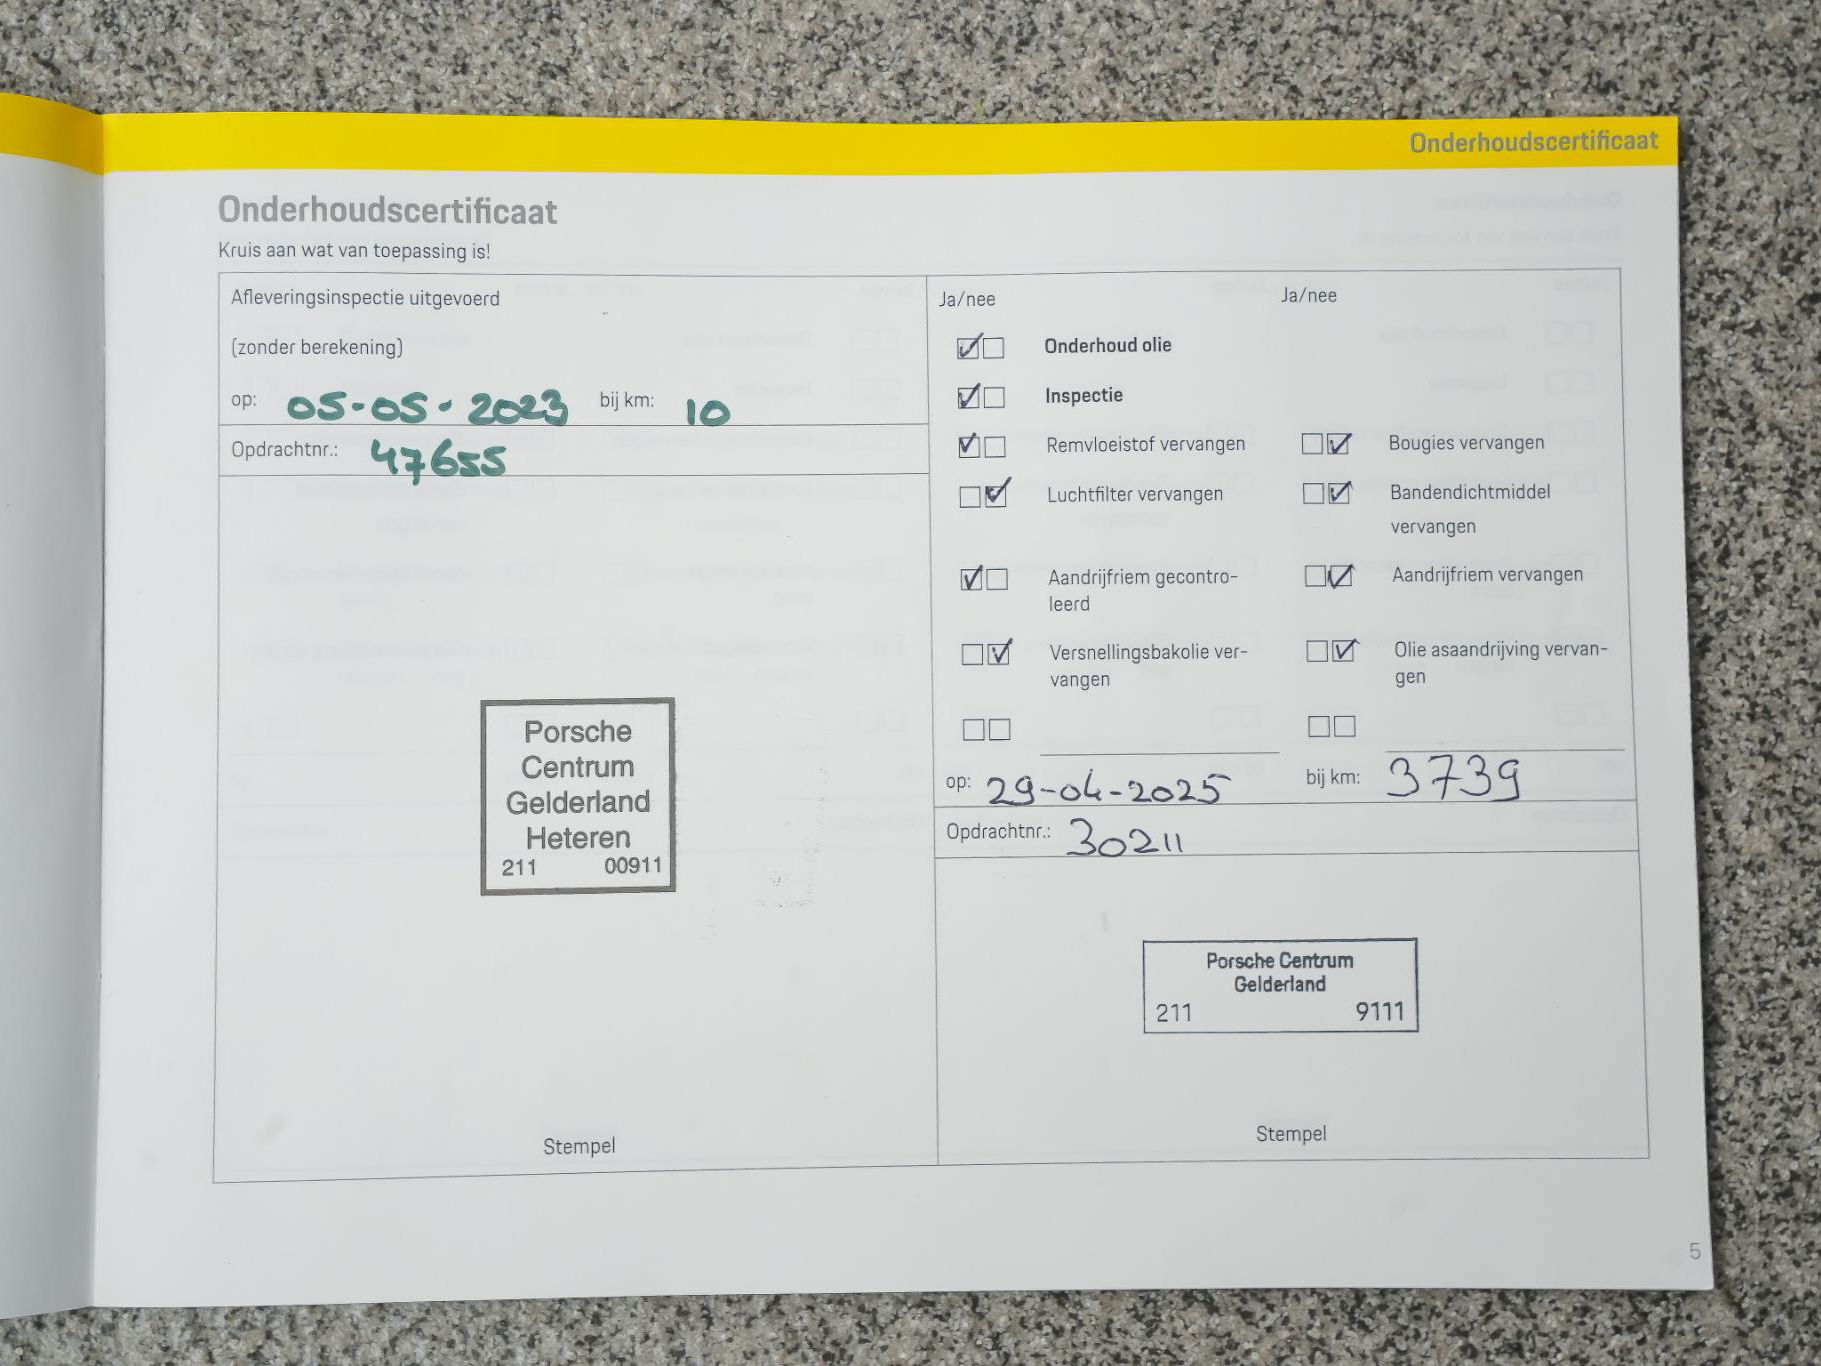 Onderhoudscertificaat
Onderhoudscertificaat
Kruis aan wat van toepassing is!
Afleveringsinspectie uitgevoerd
(zonder berekening)
op: 05-05-2023 bij km: 10
Opdrachtnr.: 47655
Porsche
Centrum
Gelderland
Heteren
211 00911
Stempel
Ja/nee Ja/nee
Onderhoud olie
Inspectie
Remvloeistof vervangen Bougies vervangen
Luchtfilter vervangen Bandendichtmiddel
vervangen
Aandrijfriem gecontro- Aandrijfriem vervangen
leerd
Versnellingsbakolie ver- Olie asaandrijving vervan-
vangen gen
op: 29-04-2025 bij km: 3739
Opdrachtnr.: 30211
Porsche Centrum
Gelderland
211 9111
Stempel
5